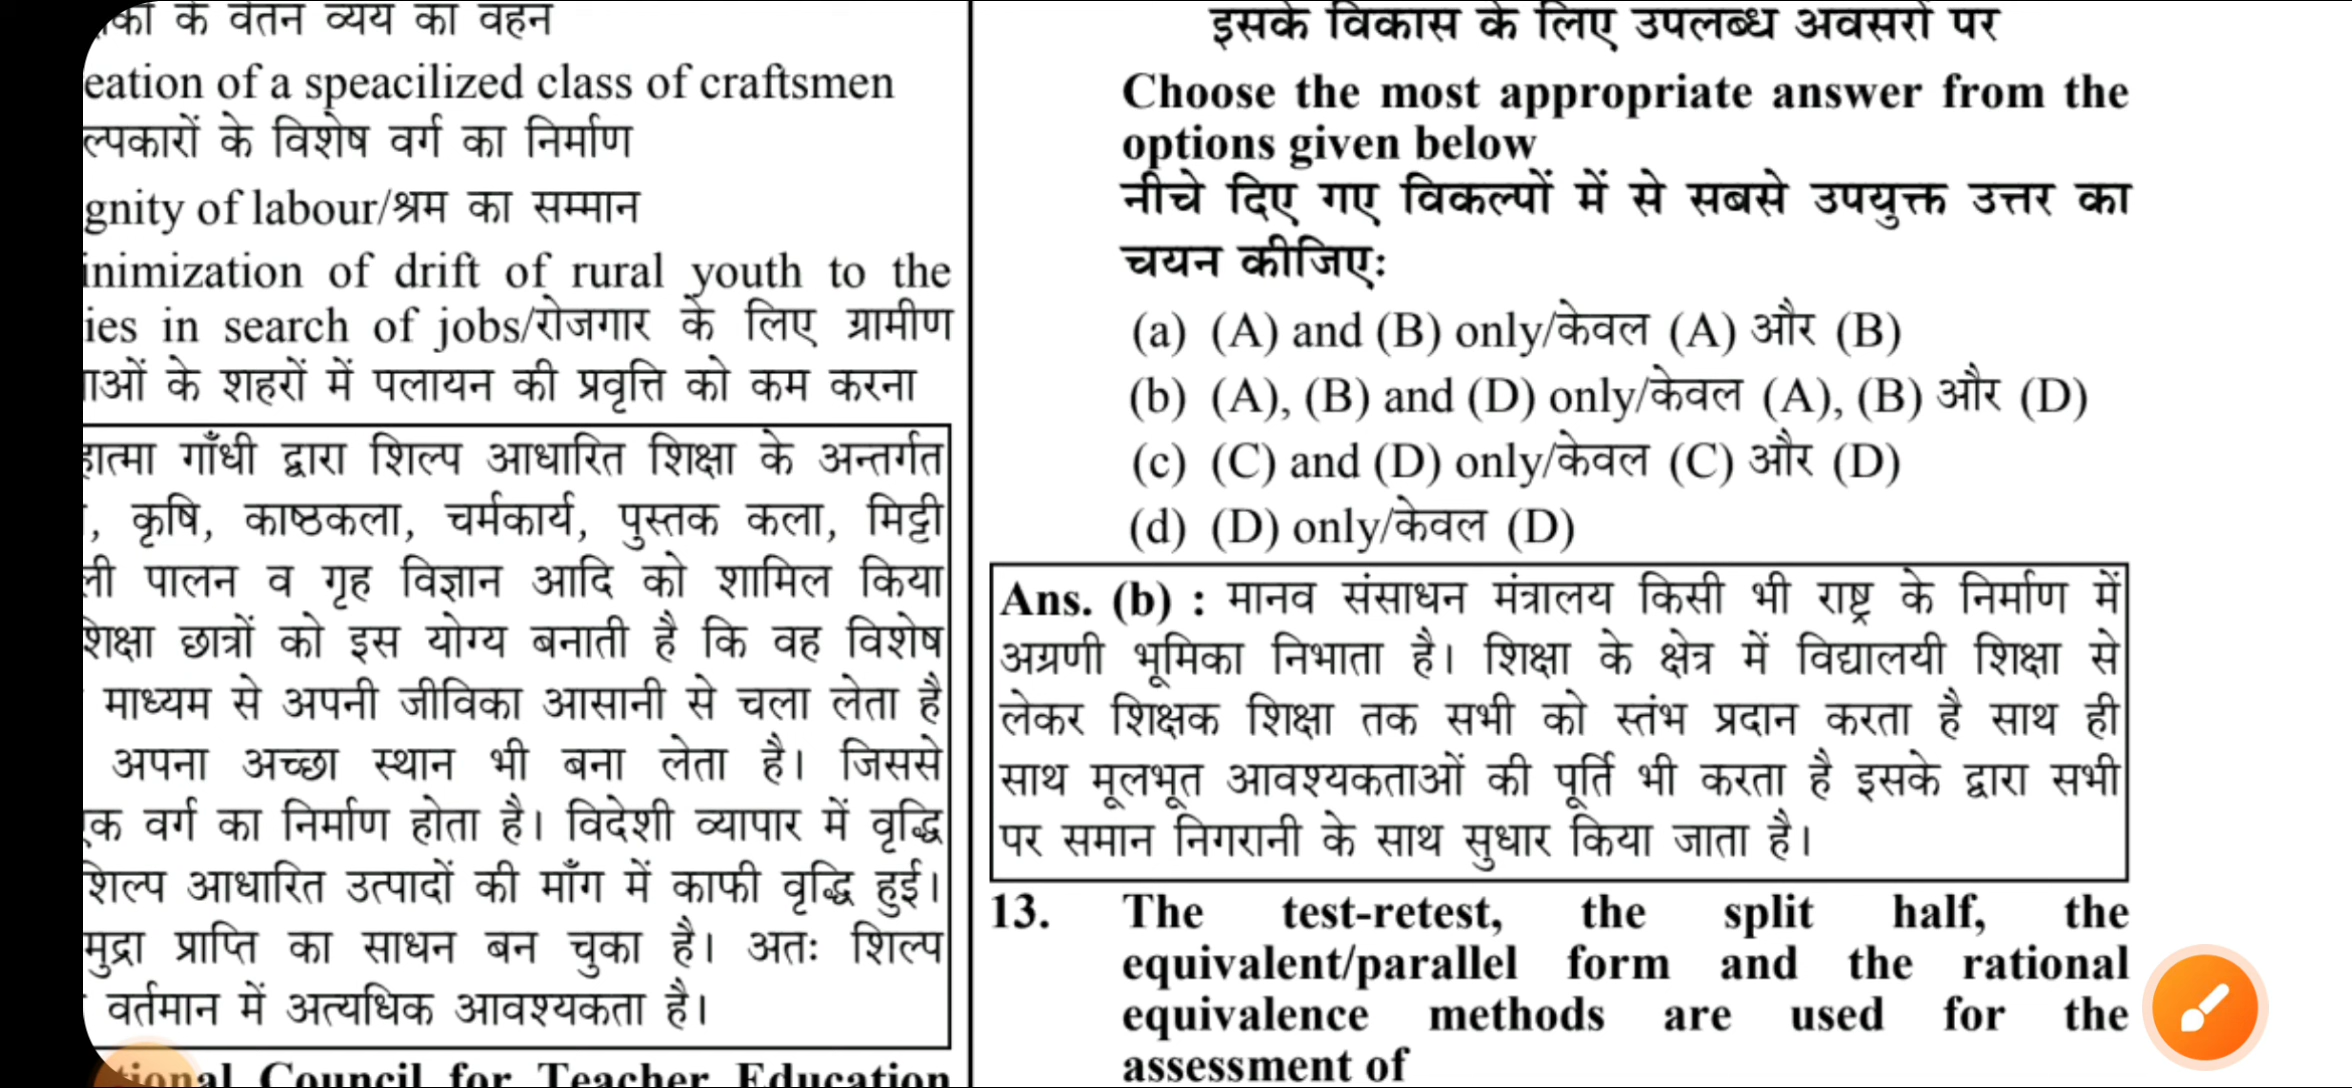 के वेतन व्यय का वहन
eation of a speacilized class of craftsmen
ल्पकारों के विशेष वर्ग का निर्माण
gnity of labour/श्रम का सम्मान
inimization of drift of rural youth to the
ies in search of jobs/रोजगार के लिए ग्रामीण
ाओं के शहरों में पलायन की प्रवृत्ति को कम करना
हात्मा गाँधी द्वारा शिल्प आधारित शिक्षा के अन्तर्गत
, कृषि, काष्ठकला, चर्मकार्य, पुस्तक कला, मिट्टी
ली पालन व गृह विज्ञान आदि को शामिल किया
शिक्षा छात्रों को इस योग्य बनाती है कि वह विशेष
माध्यम से अपनी जीविका आसानी से चला लेता है
अपना अच्छा स्थान भी बना लेता है। जिससे
एक वर्ग का निर्माण होता है। विदेशी व्यापार में वृद्धि
शिल्प आधारित उत्पादों की माँग में काफी वृद्धि हुई।
मुद्रा प्राप्ति का साधन बन चुका है। अतः शिल्प
वर्तमान में अत्यधिक आवश्यकता है।
tional Council for Teacher Education
इसके विकास के लिए उपलब्ध अवसरों पर
Choose the most appropriate answer from the
options given below
नीचे दिए गए विकल्पों में से सबसे उपयुक्त उत्तर का
चयन कीजिए:
(a) (A) and (B) only/केवल (A) और (B)
(b) (A), (B) and (D) only/केवल (A), (B) और (D)
(c) (C) and (D) only/केवल (C) और (D)
(d) (D) only/केवल (D)
Ans. (b) : मानव संसाधन मंत्रालय किसी भी राष्ट्र के निर्माण में
अग्रणी भूमिका निभाता है। शिक्षा के क्षेत्र में विद्यालयी शिक्षा से
लेकर शिक्षक शिक्षा तक सभी को स्तंभ प्रदान करता है साथ ही
साथ मूलभूत आवश्यकताओं की पूर्ति भी करता है इसके द्वारा सभी
पर समान निगरानी के साथ सुधार किया जाता है।
13. The test-retest, the split half, the
equivalent/parallel form and the rational
equivalence methods are used for the
assessment of